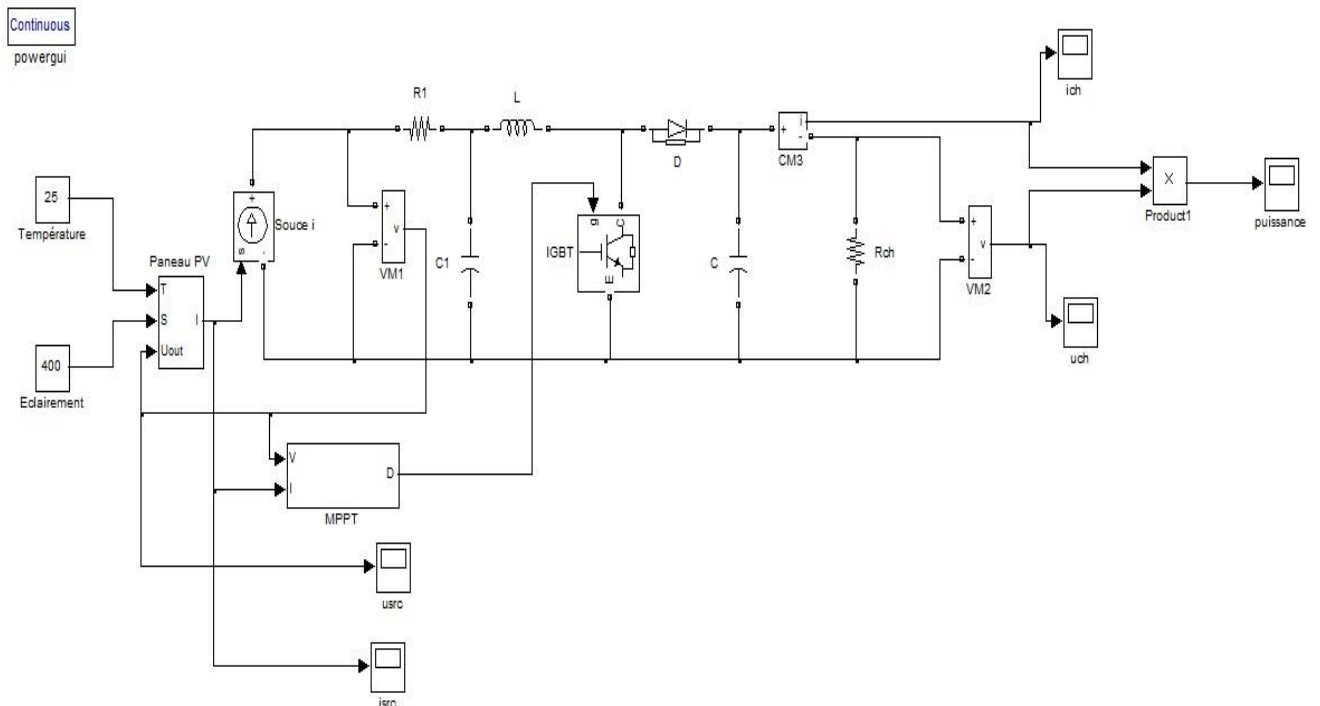 Continuous
powergui
ich
R1
L
D
i
+
-
CM3
X
Product1
puissance
25
Température
+
s
-
Souce i
+
-
v
VM1
C1
g
C
E
IGBT
C
Rch
+
-
v
VM2
uch
Paneau PV
T
S
Uout
I
400
Eclairement
V
I
D
MPPT
usrc
isrc